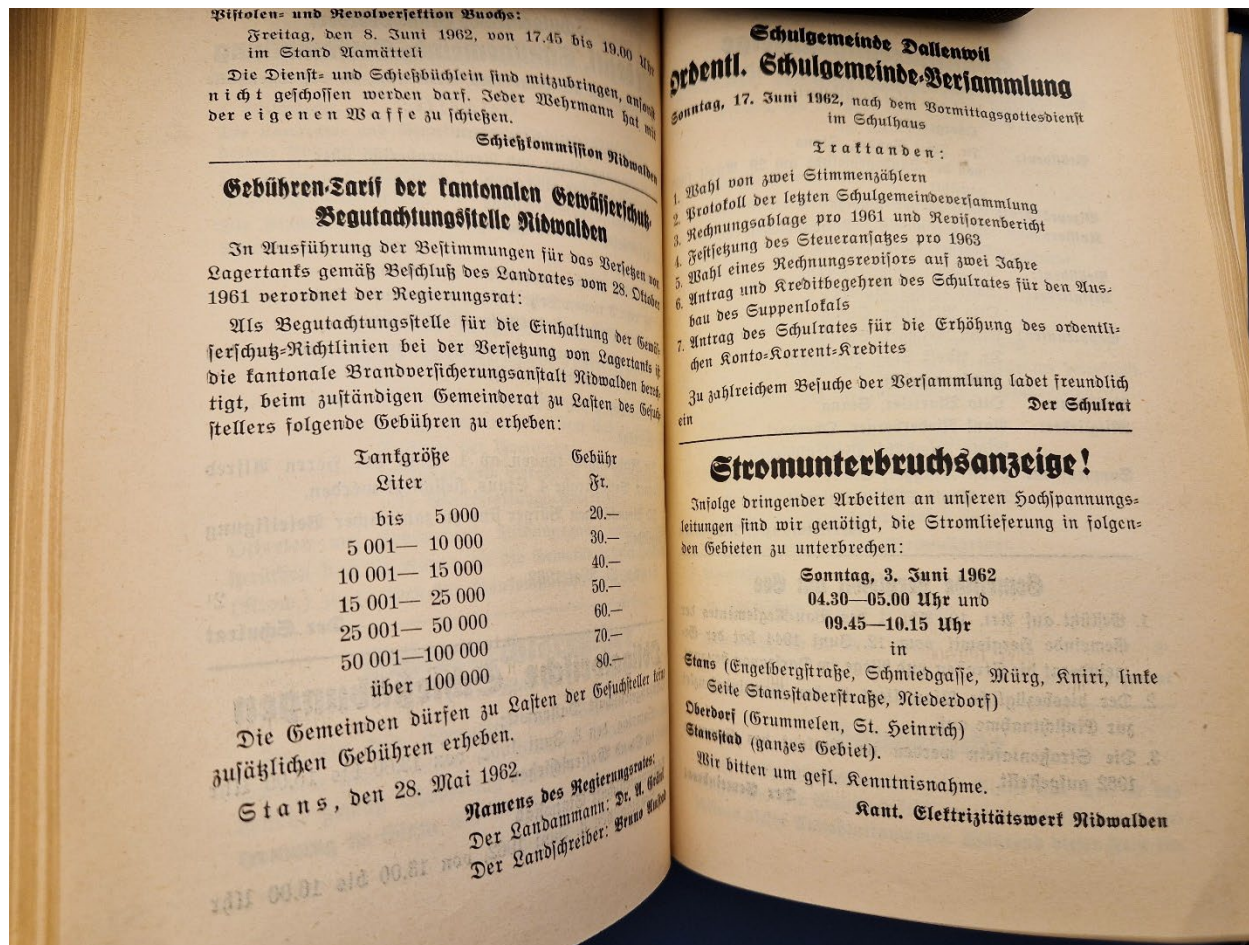 Pistolen- und Revolversektion Buochs:
Freitag, den 8. Juni 1962, von 17.45 bis 19.00 Uhr
im Stand Aamätteli
Die Dienst- und Schießbüchlein sind mitzubringen, ansonst
nicht geschossen werden darf. Jeder Wehrmann hat mit
der eigenen Waffe zu schießen.
Schießkommission Nidwalden
Gebühren-Tarif der kantonalen Gewässerschutz-
Begutachtungsstelle Nidwalden
In Ausführung der Bestimmungen für das Versetzen von
Lagertanks gemäß Beschluß des Landrates vom 28. Oktober
1961 verordnet der Regierungsrat:
Als Begutachtungsstelle für die Einhaltung der Gewäs-
serschutz-Richtlinien bei der Versetzung von Lagertanks ist
die kantonale Brandversicherungsanstalt Nidwalden berech-
tigt, beim zuständigen Gemeinderat zu Lasten des Gesuch-
stellers folgende Gebühren zu erheben:
Tankgröße Gebühr
Liter Fr.
bis 5 000 20.—
5 001— 10 000 30.—
10 001— 15 000 40.—
15 001— 25 000 50.—
25 001— 50 000 60.—
50 001—100 000 70.—
über 100 000 80.—
Die Gemeinden dürfen zu Lasten der Gesuchsteller keine
zusätzlichen Gebühren erheben.
Stans, den 28. Mai 1962.
Namens des Regierungsrates:
Der Landammann: Dr. A.
Der Landschreiber: Bruno
Schulgemeinde Dallenwil
Ordentl. Schulgemeinde-Versammlung
Sonntag, 17. Juni 1962, nach dem Vormittagsgottesdienst
im Schulhaus
Traktanden:
1. Wahl von zwei Stimmenzählern
2. Protokoll der letzten Schulgemeindeversammlung
3. Rechnungsablage pro 1961 und Revisorenbericht
4. Festsetzung des Steueransatzes pro 1963
5. Wahl eines Rechnungsrevisors auf zwei Jahre
6. Antrag und Kreditbegehren des Schulrates für den Aus-
bau des Suppenlokals
7. Antrag des Schulrates für die Erhöhung des ordentli-
chen Konto-Korrent-Kredites
Zu zahlreichem Besuche der Versammlung ladet freundlich
ein Der Schulrat
Stromunterbruchsanzeige!
Infolge dringender Arbeiten an unseren Hochspannungs-
leitungen sind wir genötigt, die Stromlieferung in folgen-
den Gebieten zu unterbrechen:
Sonntag, 3. Juni 1962
04.30—05.00 Uhr und
09.45—10.15 Uhr
in
Stans (Engelbergstraße, Schmiedgasse, Mürg, Kniri, linke
Seite Stansstaderstraße, Niederdorf)
Oberdorf (Grummelen, St. Heinrich)
Stansstad (ganzes Gebiet).
Wir bitten um gefl. Kenntnisnahme.
Kant. Elektrizitätswerk Nidwalden